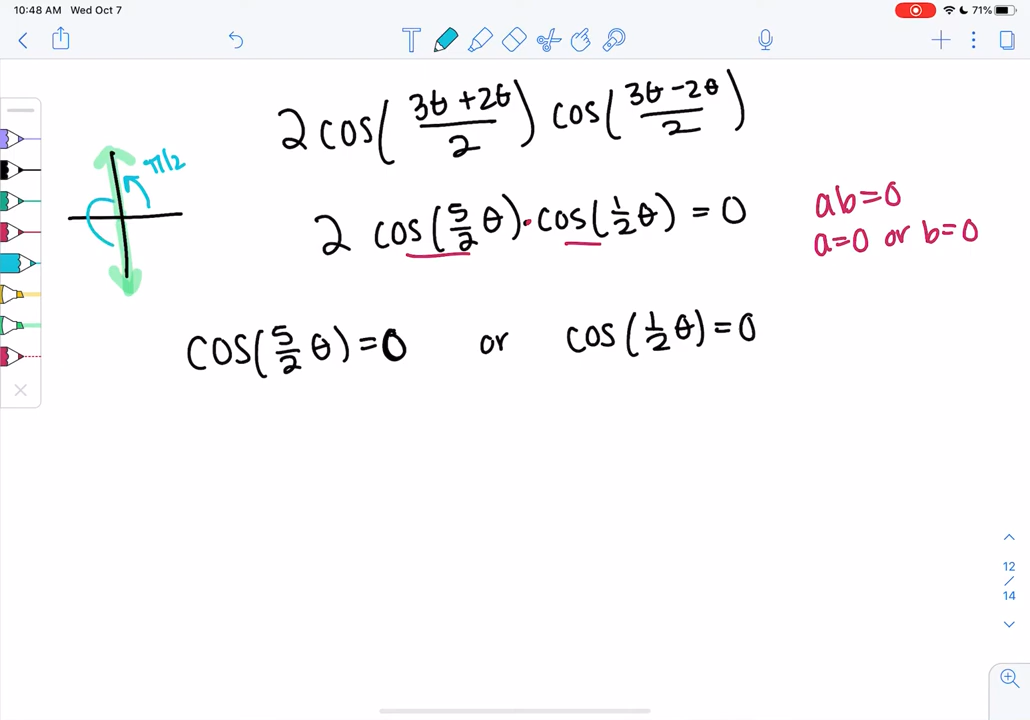 10:48 AM Wed Oct 7
71%
T
2 cos( (3θ + 2θ)/2 ) cos( (3θ - 2θ)/2 )
π/2
2 cos( 5/2 θ) · cos( 1/2 θ) = 0
ab = 0
a = 0 or b = 0
cos( 5/2 θ) = 0 or cos( 1/2 θ) = 0
12
/
14